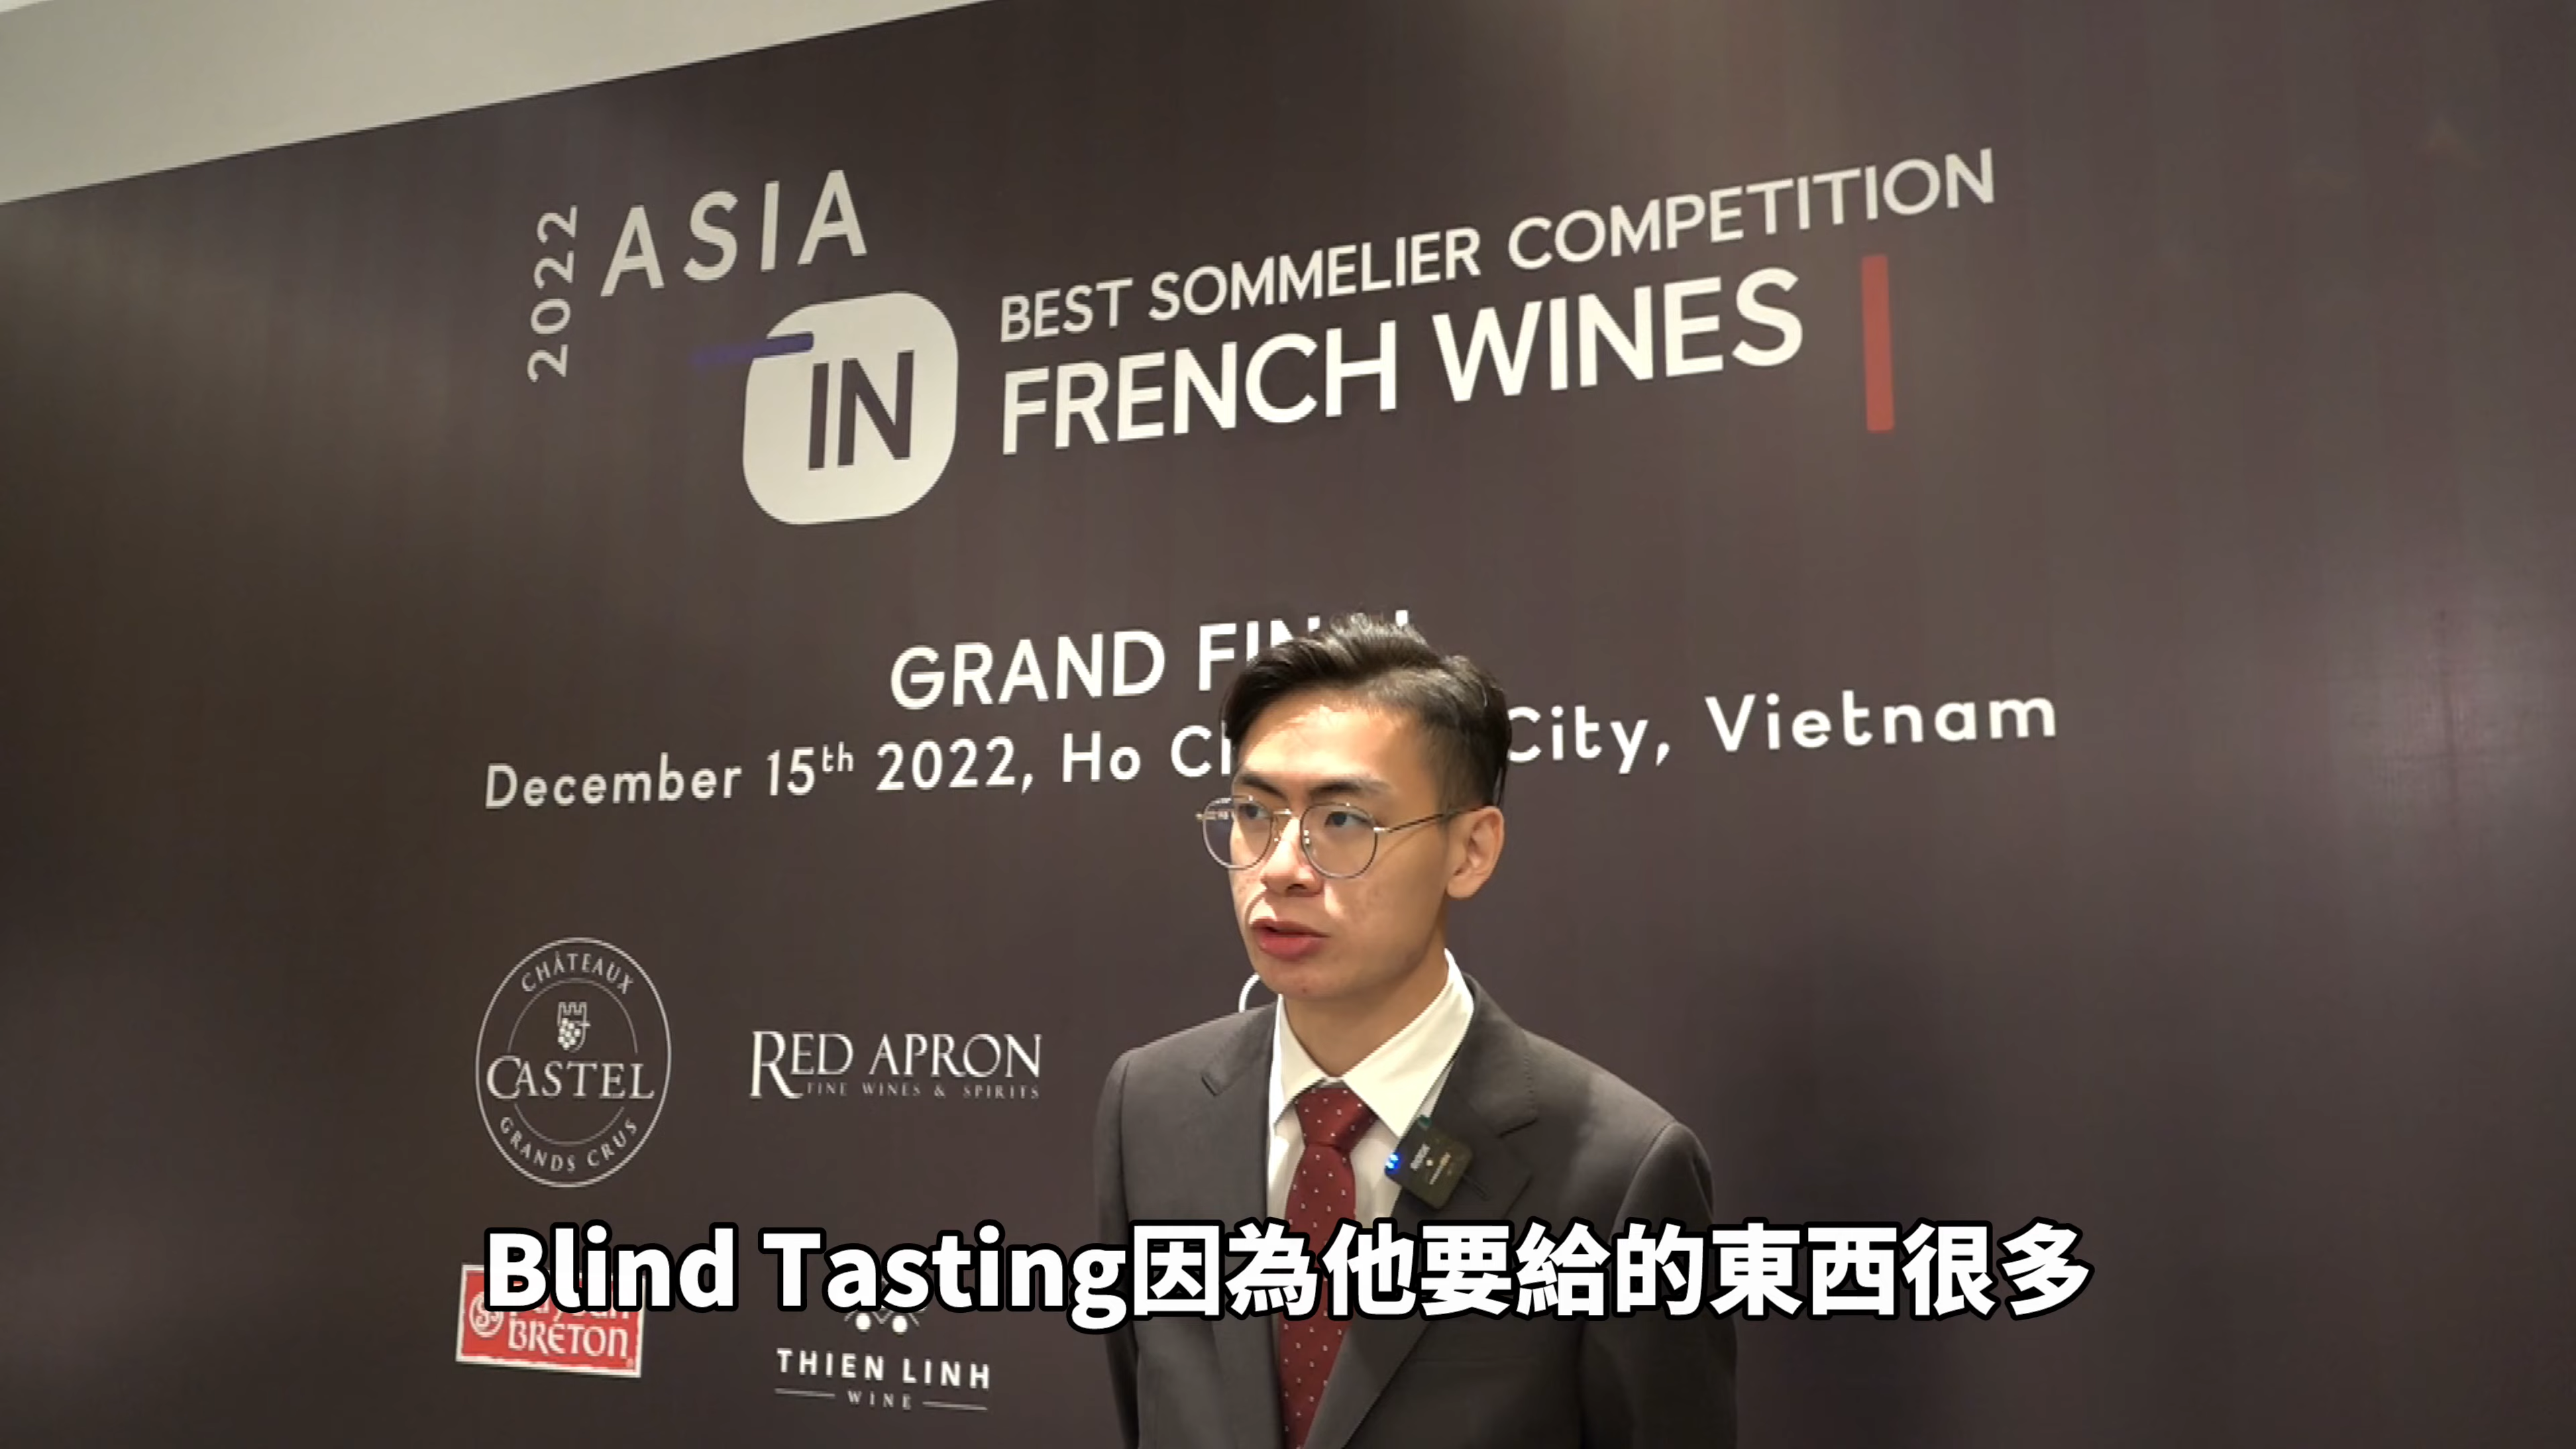 2022
ASIA
IN
BEST SOMMELIER COMPETITION
FRENCH WINES
GRAND FINAL
December 15th 2022, Ho City, Vietnam
CHÂTEAUX
CASTEL
GRANDS CRUS
RED APRON
FINE WINES & SPIRITS
Blind Tasting因為他要給的東西很多
BRETON
THIEN LINH
WINE